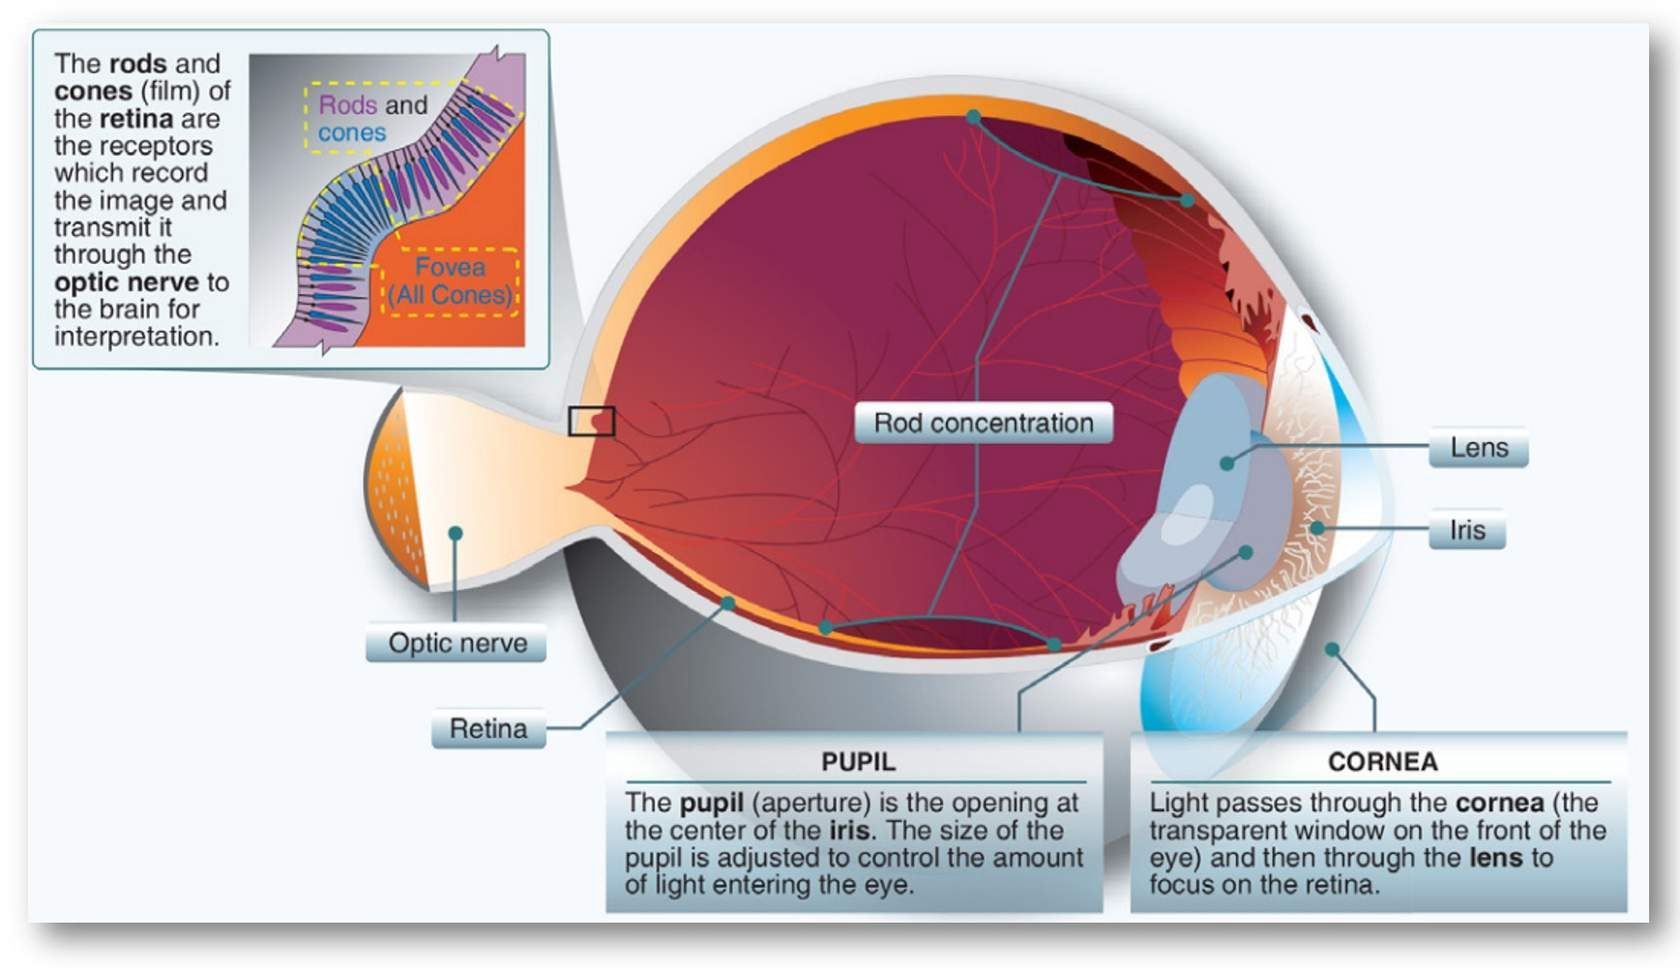 The rods and
cones (film) of
the retina are
the receptors
which record
the image and
transmit it
through the
optic nerve to
the brain for
interpretation.
Rods and
cones
Fovea
(All Cones)
Rod concentration
Lens
Iris
Optic nerve
Retina
PUPIL
The pupil (aperture) is the opening at
the center of the iris. The size of the
pupil is adjusted to control the amount
of light entering the eye.
CORNEA
Light passes through the cornea (the
transparent window on the front of the
eye) and then through the lens to
focus on the retina.